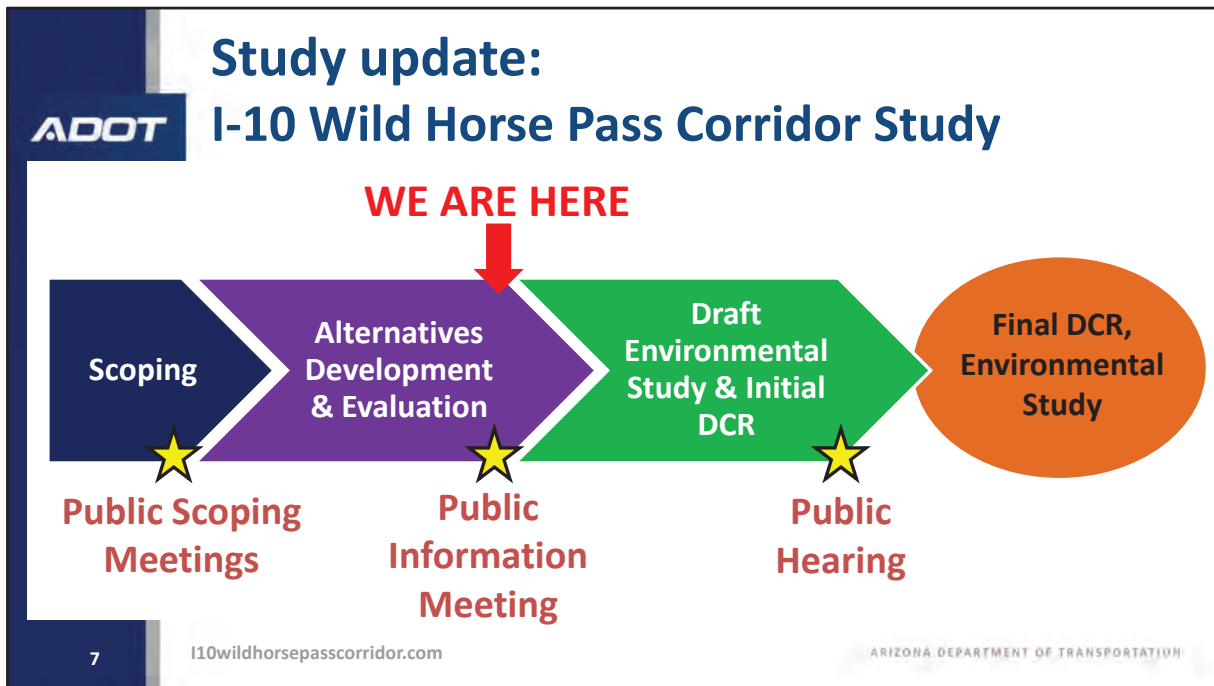 Study update:
I-10 Wild Horse Pass Corridor Study
ADOT
WE ARE HERE
Scoping
Alternatives
Development
& Evaluation
Draft
Environmental
Study & Initial
DCR
Final DCR,
Environmental
Study
Public Scoping
Meetings
Public
Information
Meeting
Public
Hearing
7
I10wildhorsepasscorridor.com
ARIZONA DEPARTMENT OF TRANSPORTATION